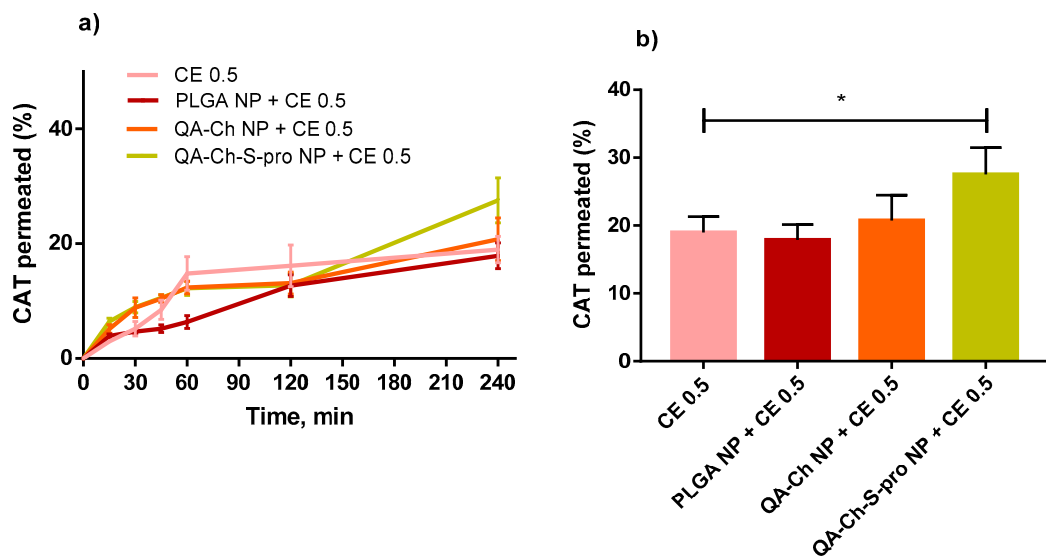 a)
CAT permeated (%)
40
20
0
CE 0.5
PLGA NP + CE 0.5
QA-Ch NP + CE 0.5
QA-Ch-S-pro NP + CE 0.5
0 30 60 90 120 150 180 210 240
Time, min
b)
CAT permeated (%)
40
30
20
10
0
*
CE 0.5
PLGA NP + CE 0.5
QA-Ch NP + CE 0.5
QA-Ch-S-pro NP + CE 0.5